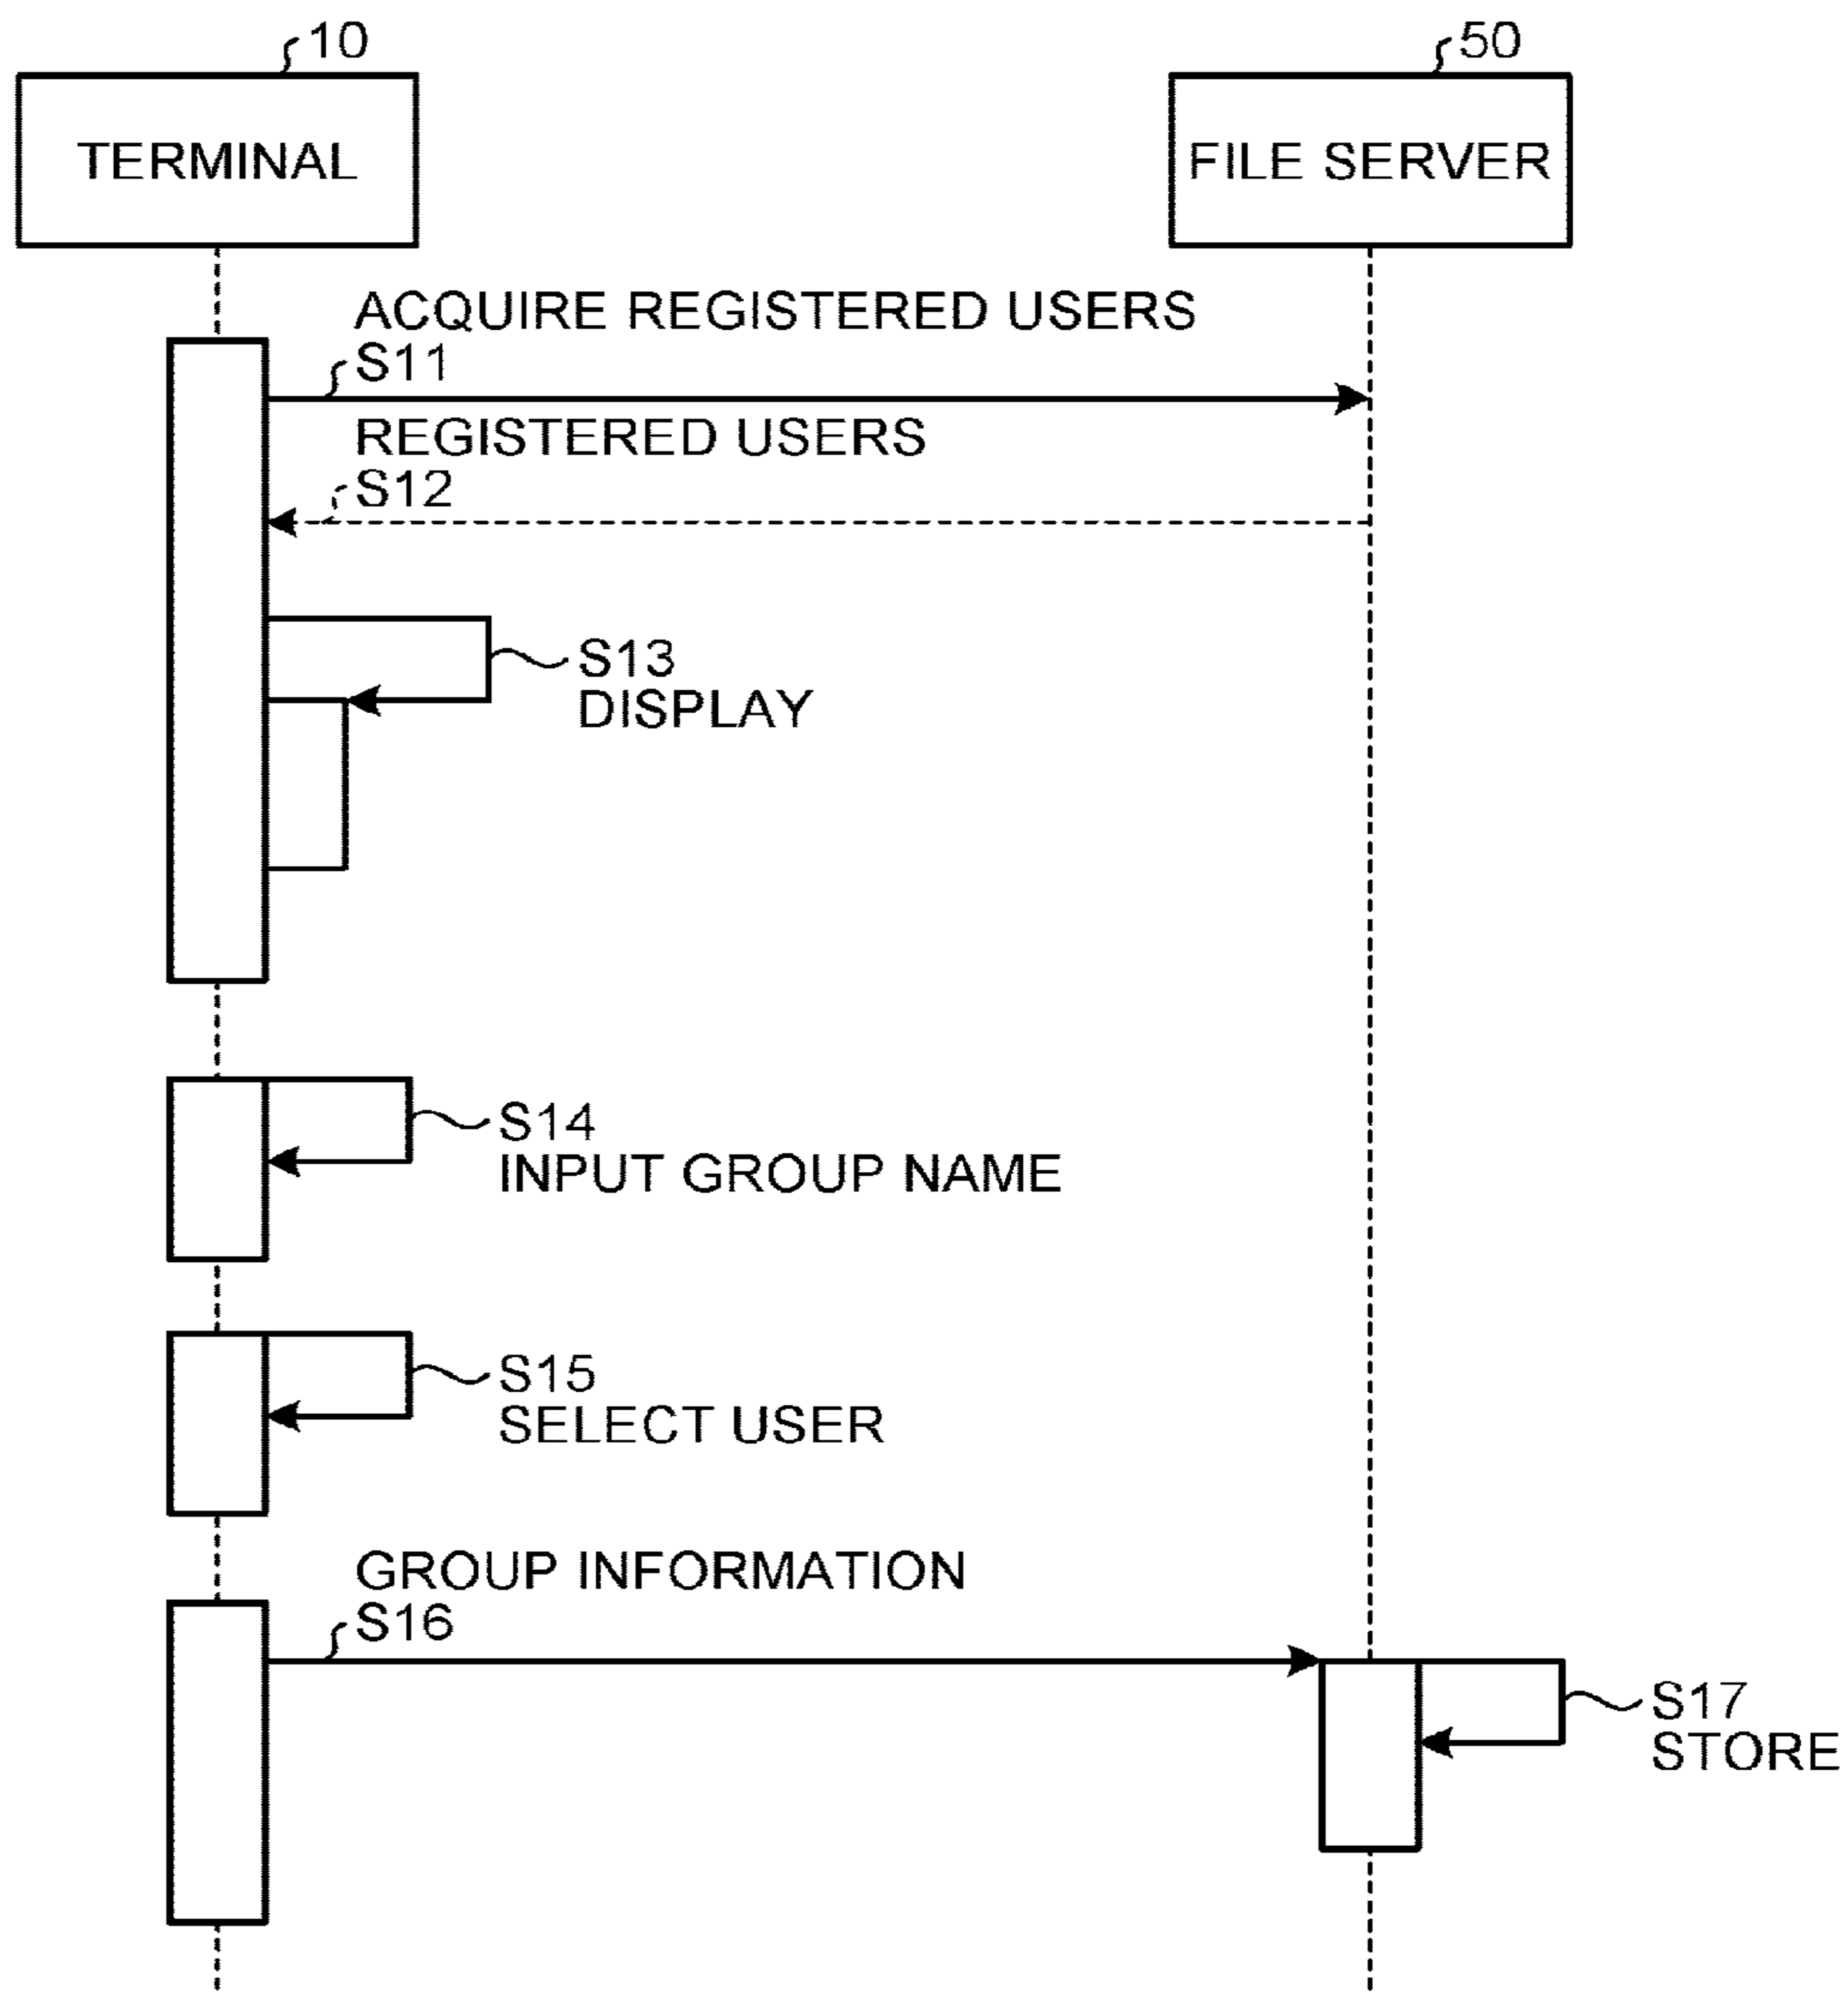 10
50
TERMINAL
FILE SERVER
ACQUIRE REGISTERED USERS
S11
REGISTERED USERS
S12
S13
DISPLAY
S14
INPUT GROUP NAME
S15
SELECT USER
GROUP INFORMATION
S16
S17
STORE